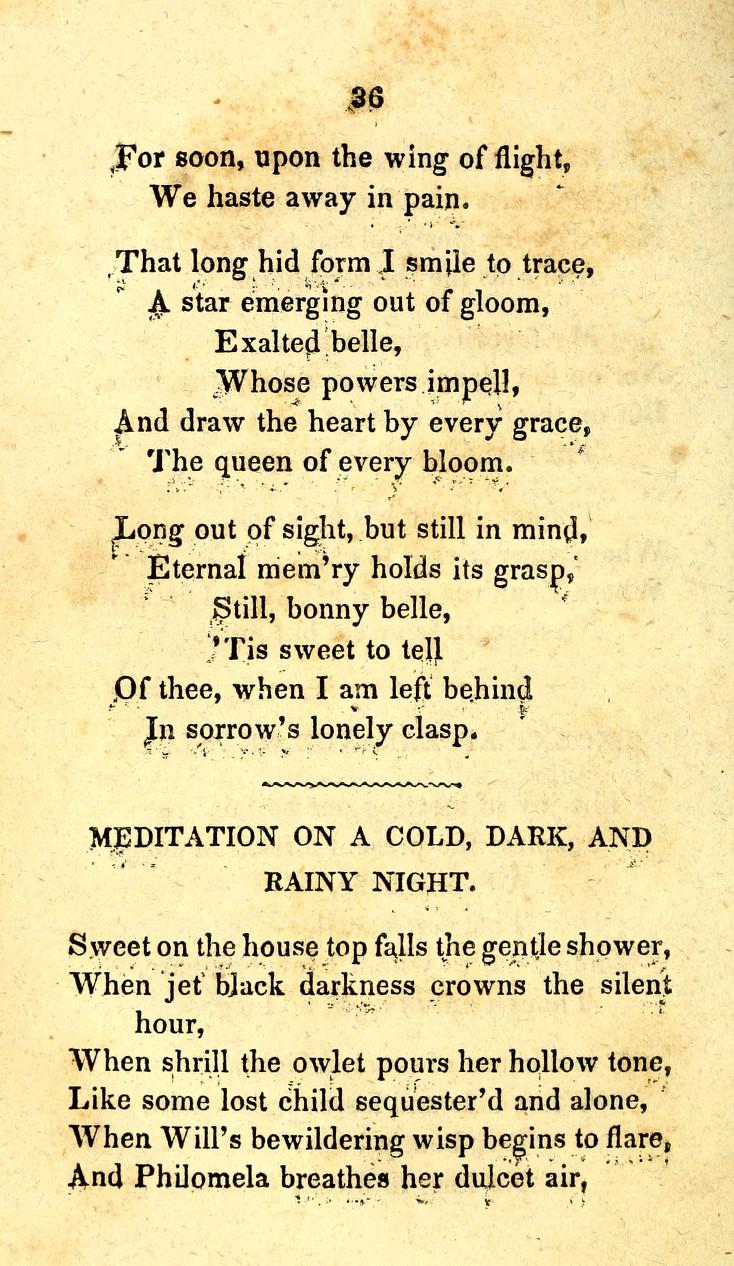 36
For soon, upon the wing of flight,
We haste away in pain.
That long hid form I smile to trace,
A star emerging out of gloom,
Exalted belle,
Whose powers impell,
And draw the heart by every grace,
The queen of every bloom.
Long out of sight, but still in mind,
Eternal mem'ry holds its grasp,
Still, bonny belle,
'Tis sweet to tell
Of thee, when I am left behind
In sorrow's lonely clasp.
MEDITATION ON A COLD, DARK, AND
RAINY NIGHT.
Sweet on the house top falls the gentle shower,
When jet black darkness crowns the silent
hour,
When shrill the owlet pours her hollow tone,
Like some lost child sequester'd and alone,
When Will's bewildering wisp begins to flare,
And Philomela breathes her dulcet air,